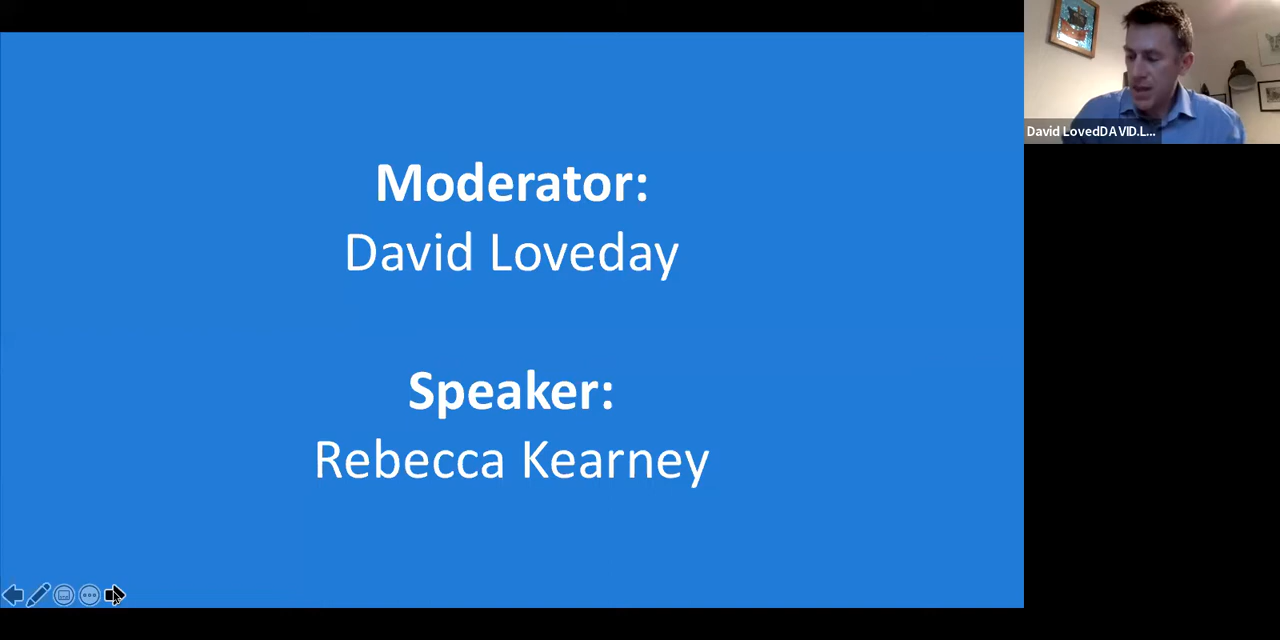 Moderator:
David Loveday
Speaker:
Rebecca Kearney
David LovedDAVID.L...